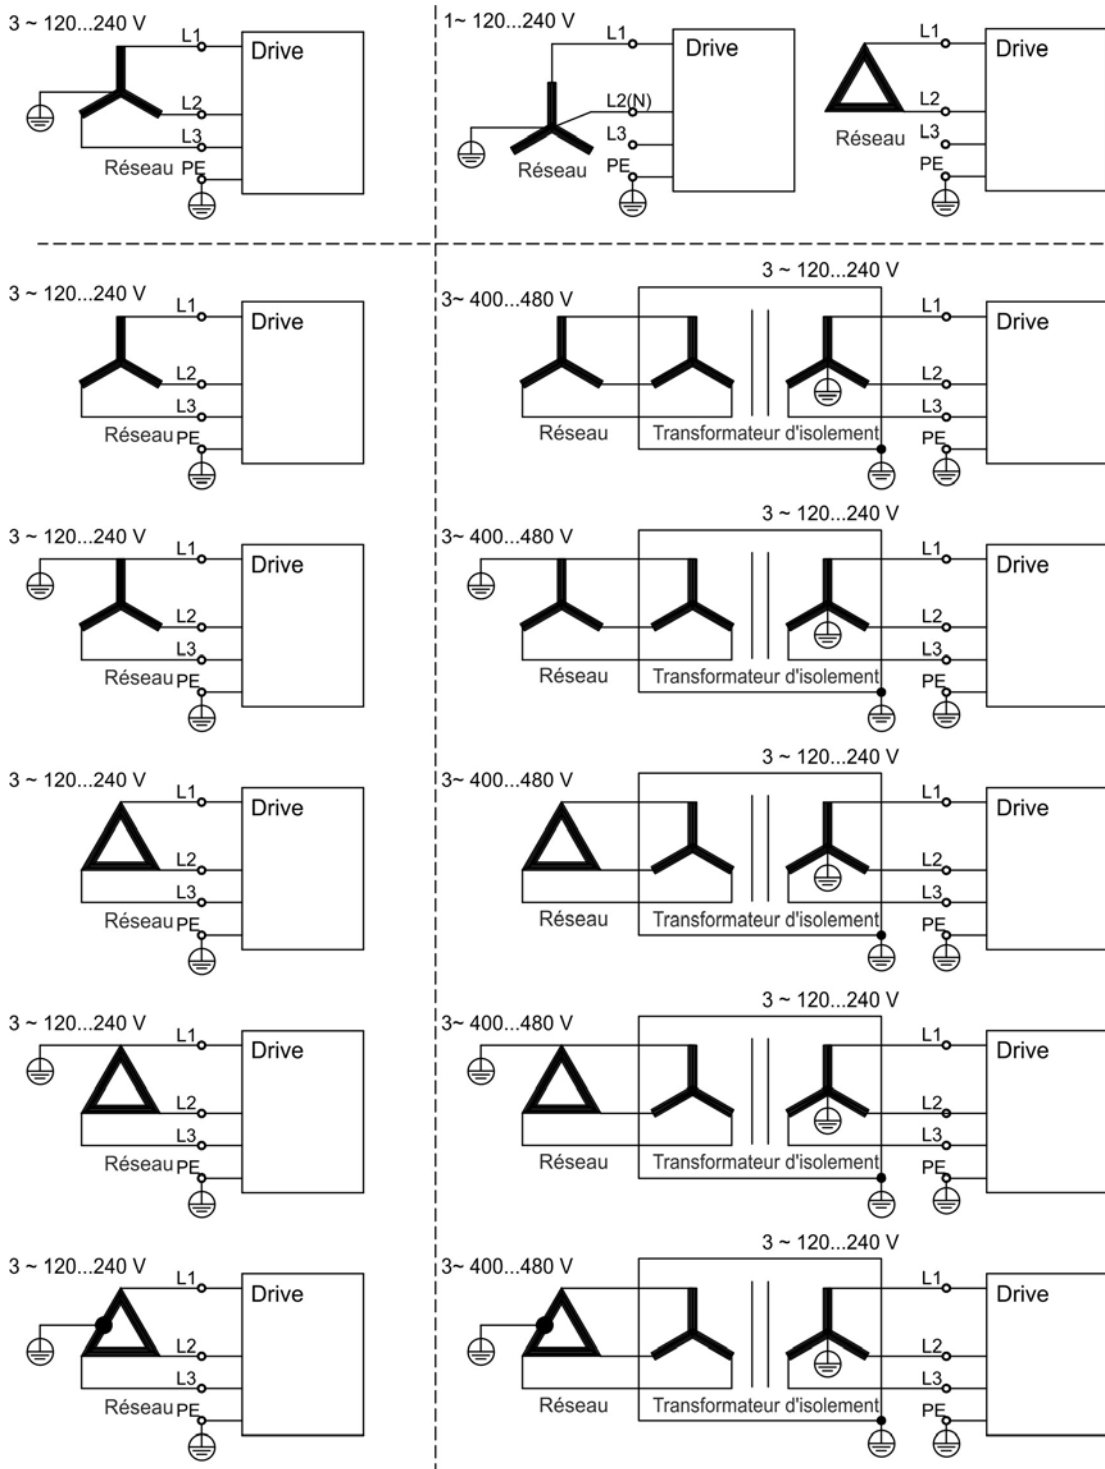 3 ~ 120...240 V
L1
Drive
L2
L3
Réseau
PE
1~ 120...240 V
L1
Drive
L2(N)
L3
Réseau
PE
L1
Drive
L2
L3
Réseau
PE
3 ~ 120...240 V
L1
Drive
L2
L3
Réseau
PE
3 ~ 120...240 V
3~ 400...480 V
L1
Drive
L2
L3
Réseau
Transformateur d'isolement
PE
3 ~ 120...240 V
L1
Drive
L2
L3
Réseau
PE
3 ~ 120...240 V
3~ 400...480 V
L1
Drive
L2
L3
Réseau
Transformateur d'isolement
PE
3 ~ 120...240 V
L1
Drive
L2
L3
Réseau
PE
3 ~ 120...240 V
3~ 400...480 V
L1
Drive
L2
L3
Réseau
Transformateur d'isolement
PE
3 ~ 120...240 V
L1
Drive
L2
L3
Réseau
PE
3 ~ 120...240 V
3~ 400...480 V
L1
Drive
L2
L3
Réseau
Transformateur d'isolement
PE
3 ~ 120...240 V
L1
Drive
L2
L3
Réseau
PE
3 ~ 120...240 V
3~ 400...480 V
L1
Drive
L2
L3
Réseau
Transformateur d'isolement
PE